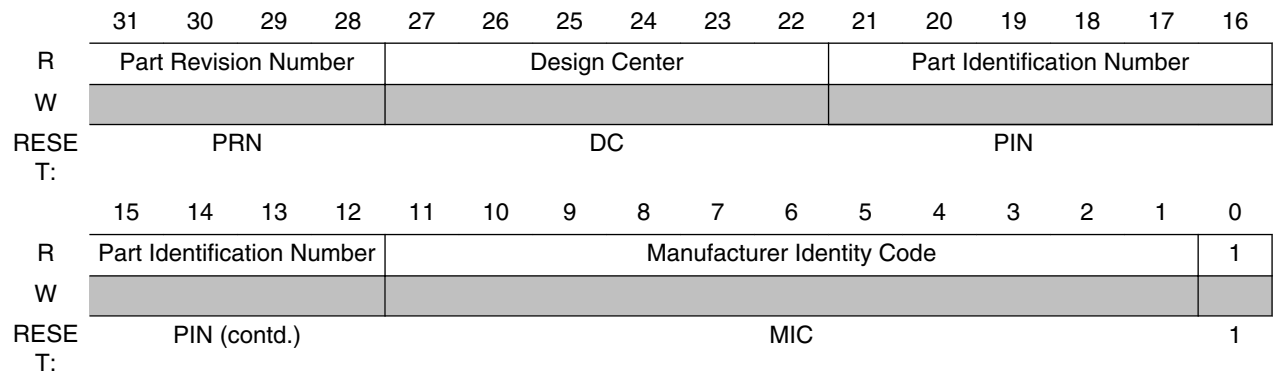 31 30 29 28 27 26 25 24 23 22 21 20 19 18 17 16
R Part Revision Number Design Center Part Identification Number
W
RESE PRN DC PIN
T:
15 14 13 12 11 10 9 8 7 6 5 4 3 2 1 0
R Part Identification Number Manufacturer Identity Code 1
W
RESE PIN (contd.) MIC 1
T: